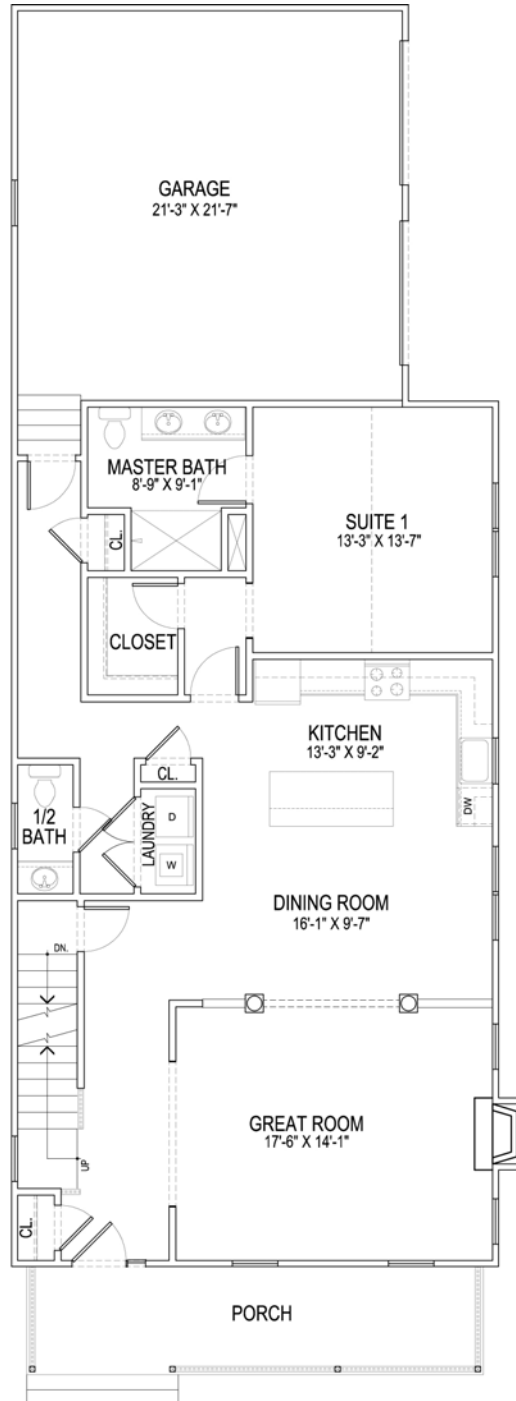 GARAGE
21'-3" X 21'-7"
MASTER BATH
8'-9" X 9'-1"
CL.
SUITE 1
13'-3" X 13'-7"
CLOSET
KITCHEN
13'-3" X 9'-2"
CL.
1/2
BATH
LAUNDRY
D
W
DW
DINING ROOM
16'-1" X 9'-7"
DN.
GREAT ROOM
17'-6" X 14'-1"
UP
CL.
PORCH